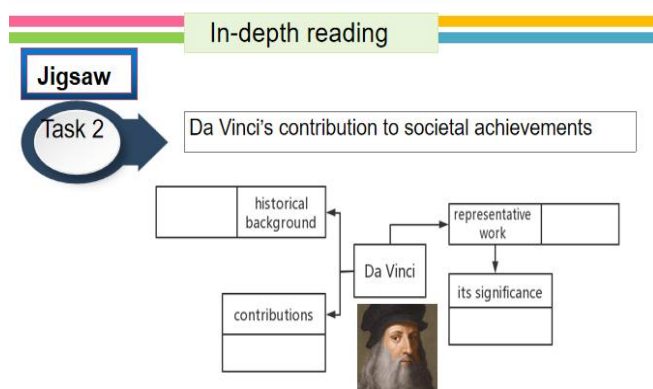 In-depth reading
Jigsaw
Task 2
Da Vinci's contribution to societal achievements
historical
background
representative
work
Da Vinci
its significance
contributions